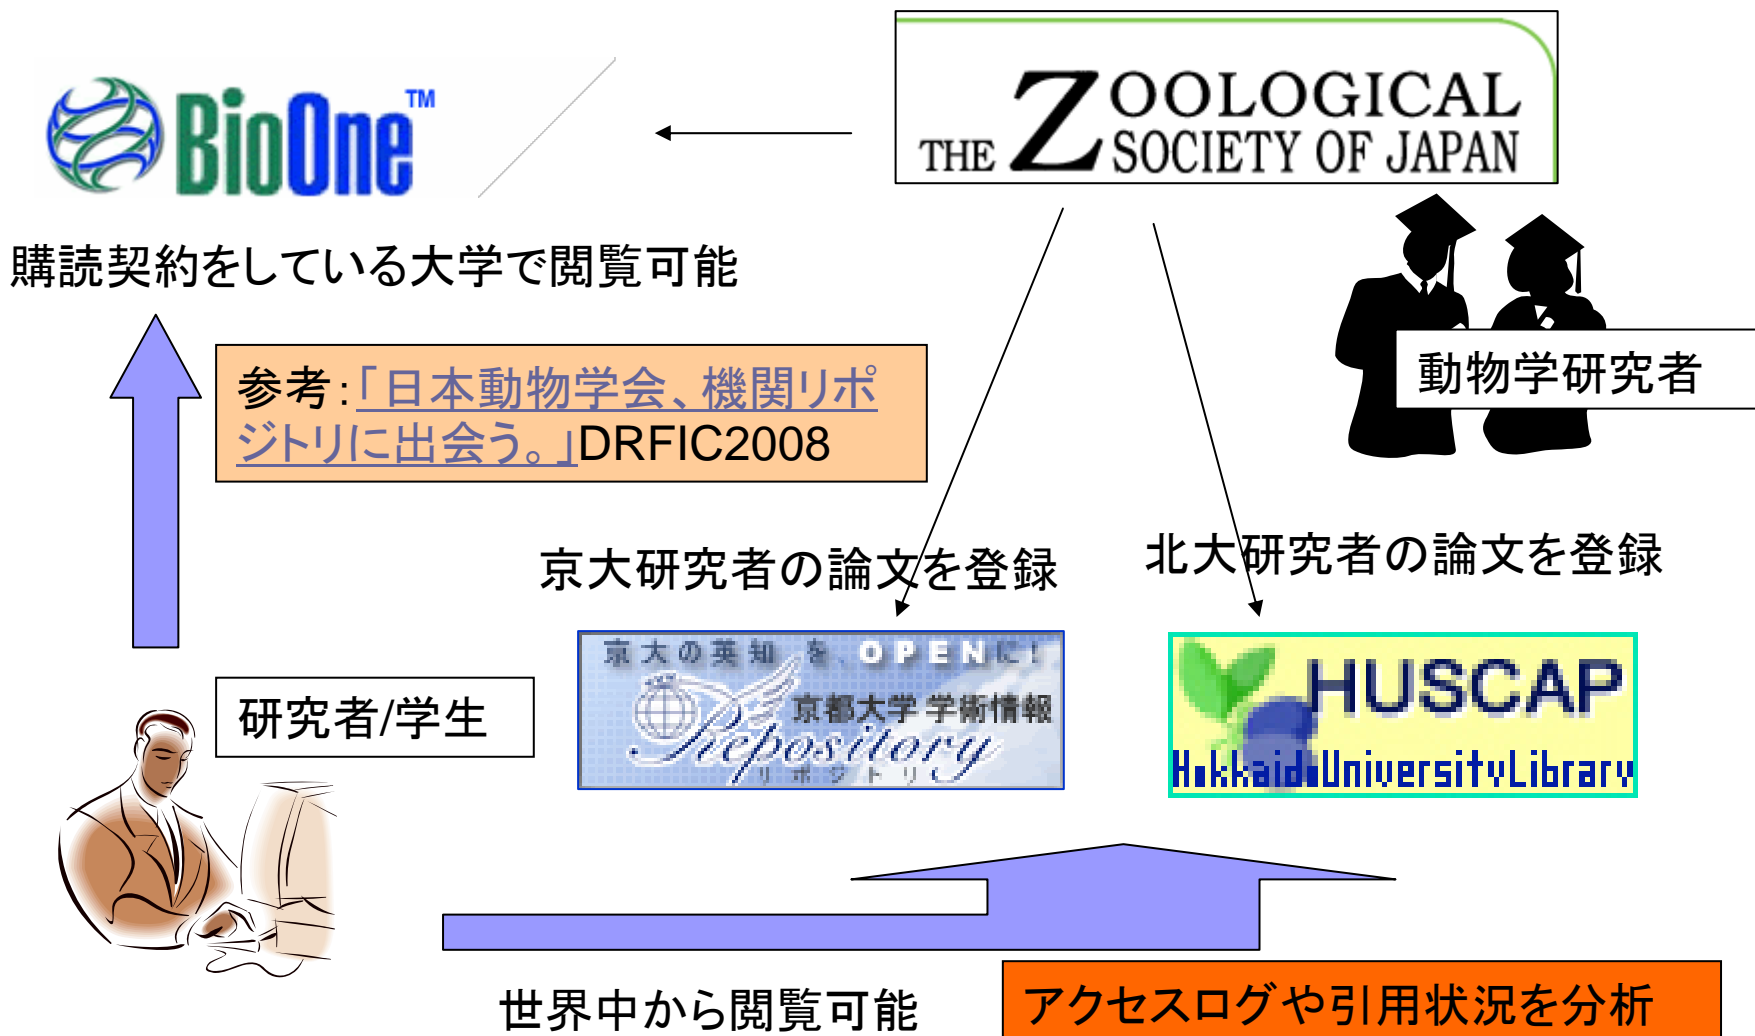 BioOne™
THE ZOOLOGICAL
SOCIETY OF JAPAN
購読契約をしている大学で閲覧可能
動物学研究者
参考:「日本動物学会、機関リポ
ジトリに出会う。」DRFIC2008
京大研究者の論文を登録
北大研究者の論文を登録
京大の英知を、OPENに!
京都大学 学術情報
Repository
リポジトリ
HUSCAP
HokkaidoUniversityLibrary
研究者/学生
世界中から閲覧可能
アクセスログや引用状況を分析